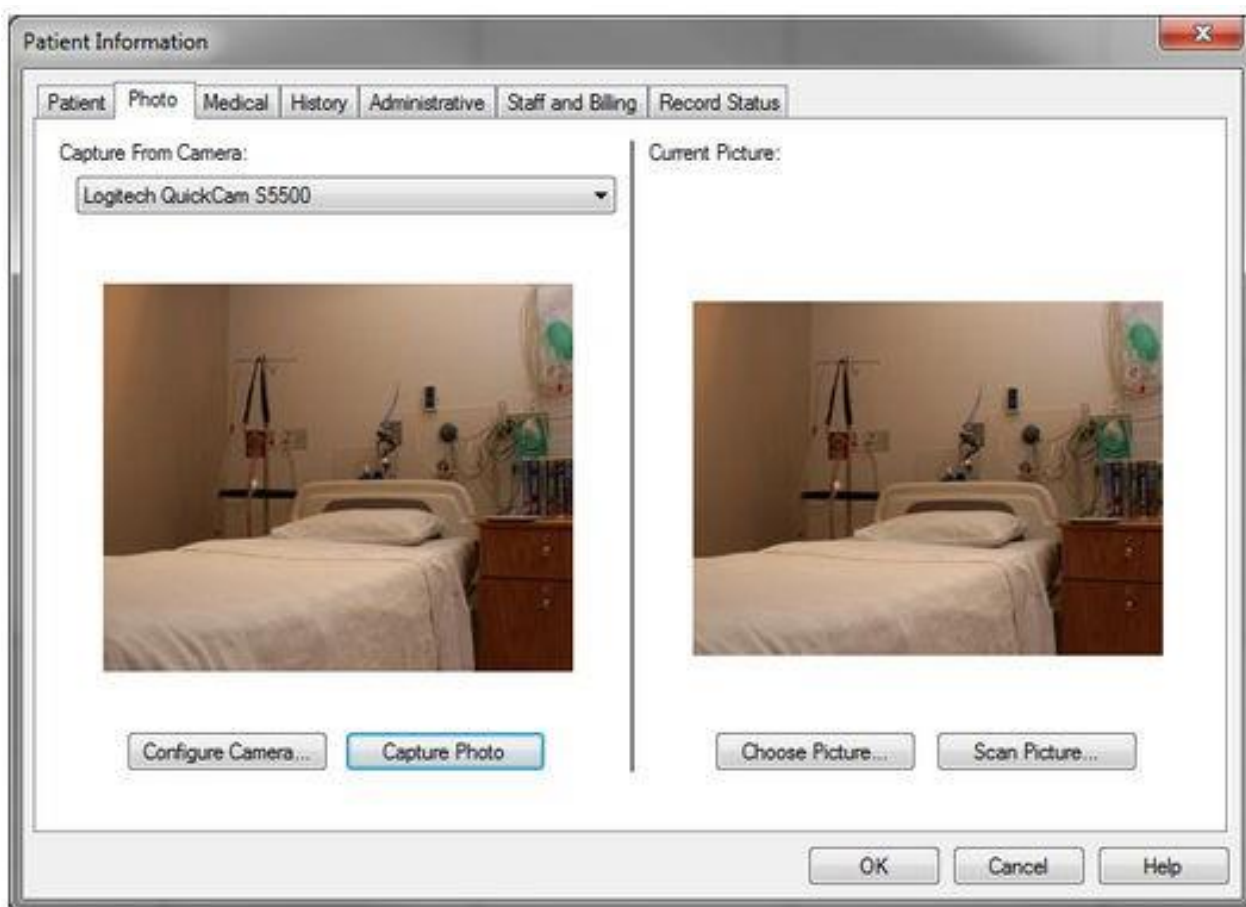 Patient Information
Patient Photo Medical History Administrative Staff and Billing Record Status
Capture From Camera:
Logitech QuickCam S5500
Current Picture:
Configure Camera... Capture Photo
Choose Picture... Scan Picture...
OK Cancel Help